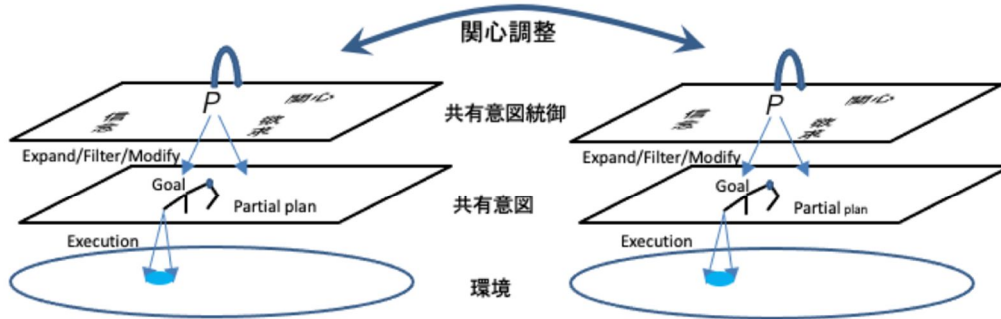 関心調整
P
関心
信念
欲求
共有意図統御
P
関心
信念
欲求
Expand/Filter/Modify
Expand/Filter/Modify
Goal
Partial plan
共有意図
Goal
Partial plan
Execution
Execution
環境